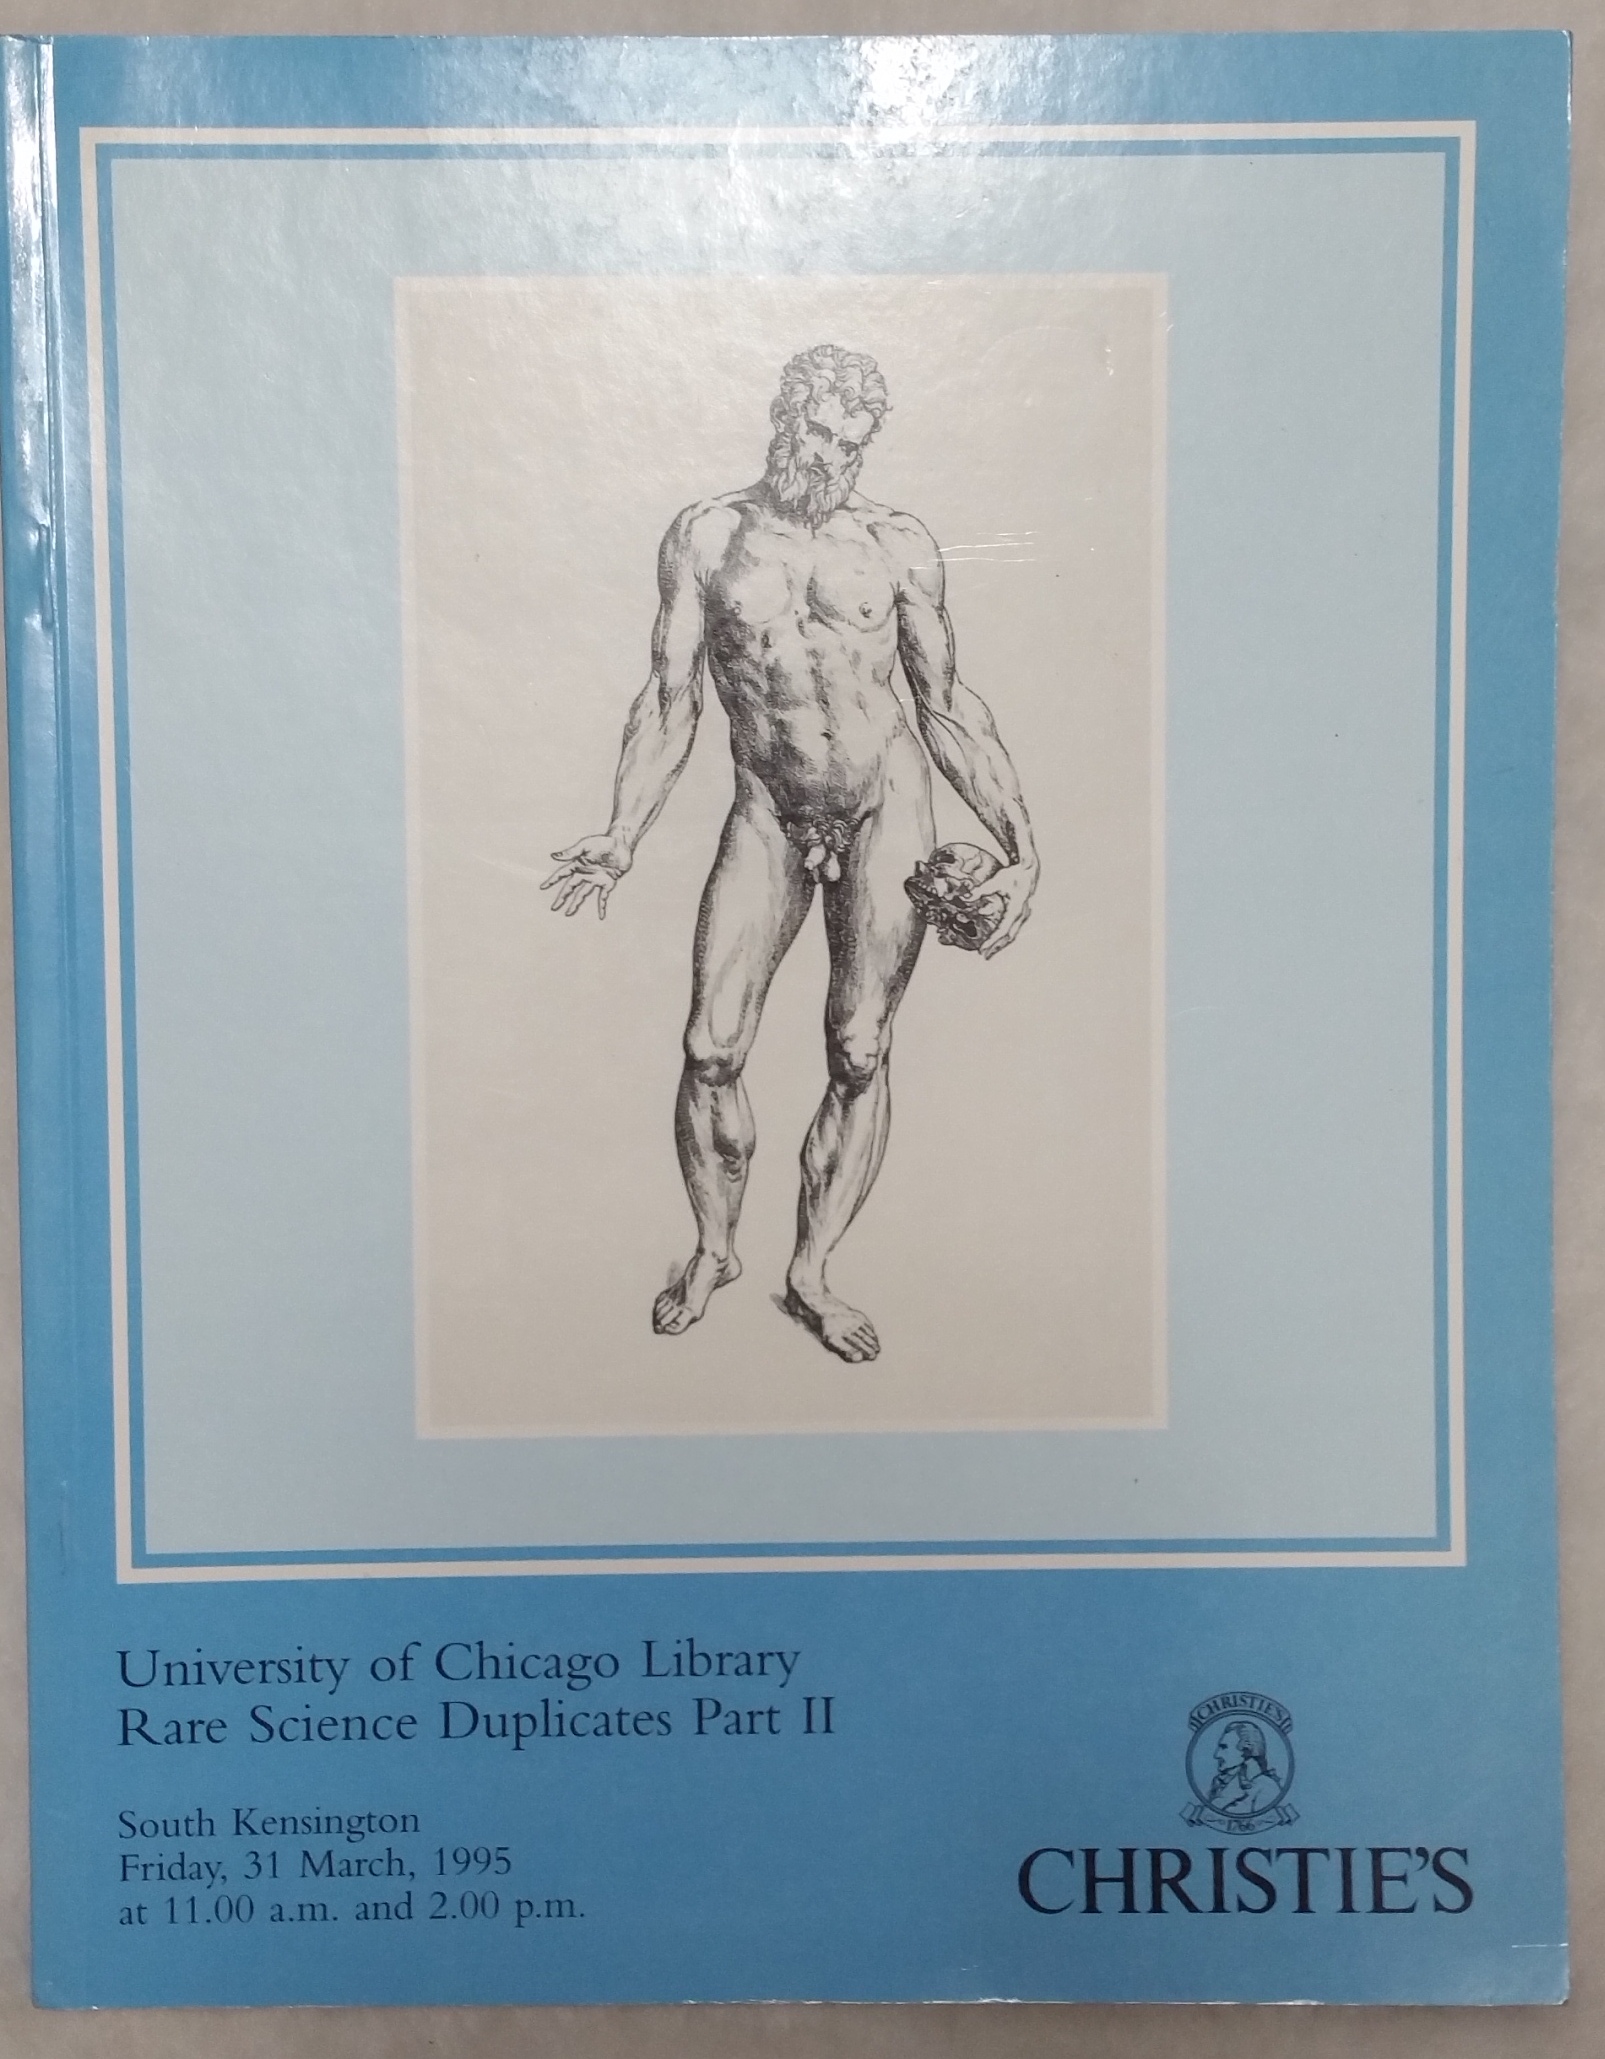 University of Chicago Library
Rare Science Duplicates Part II
South Kensington
Friday, 31 March, 1995
at 11.00 a.m. and 2.00 p.m.
CHRISTIE'S
1766
CHRISTIE'S